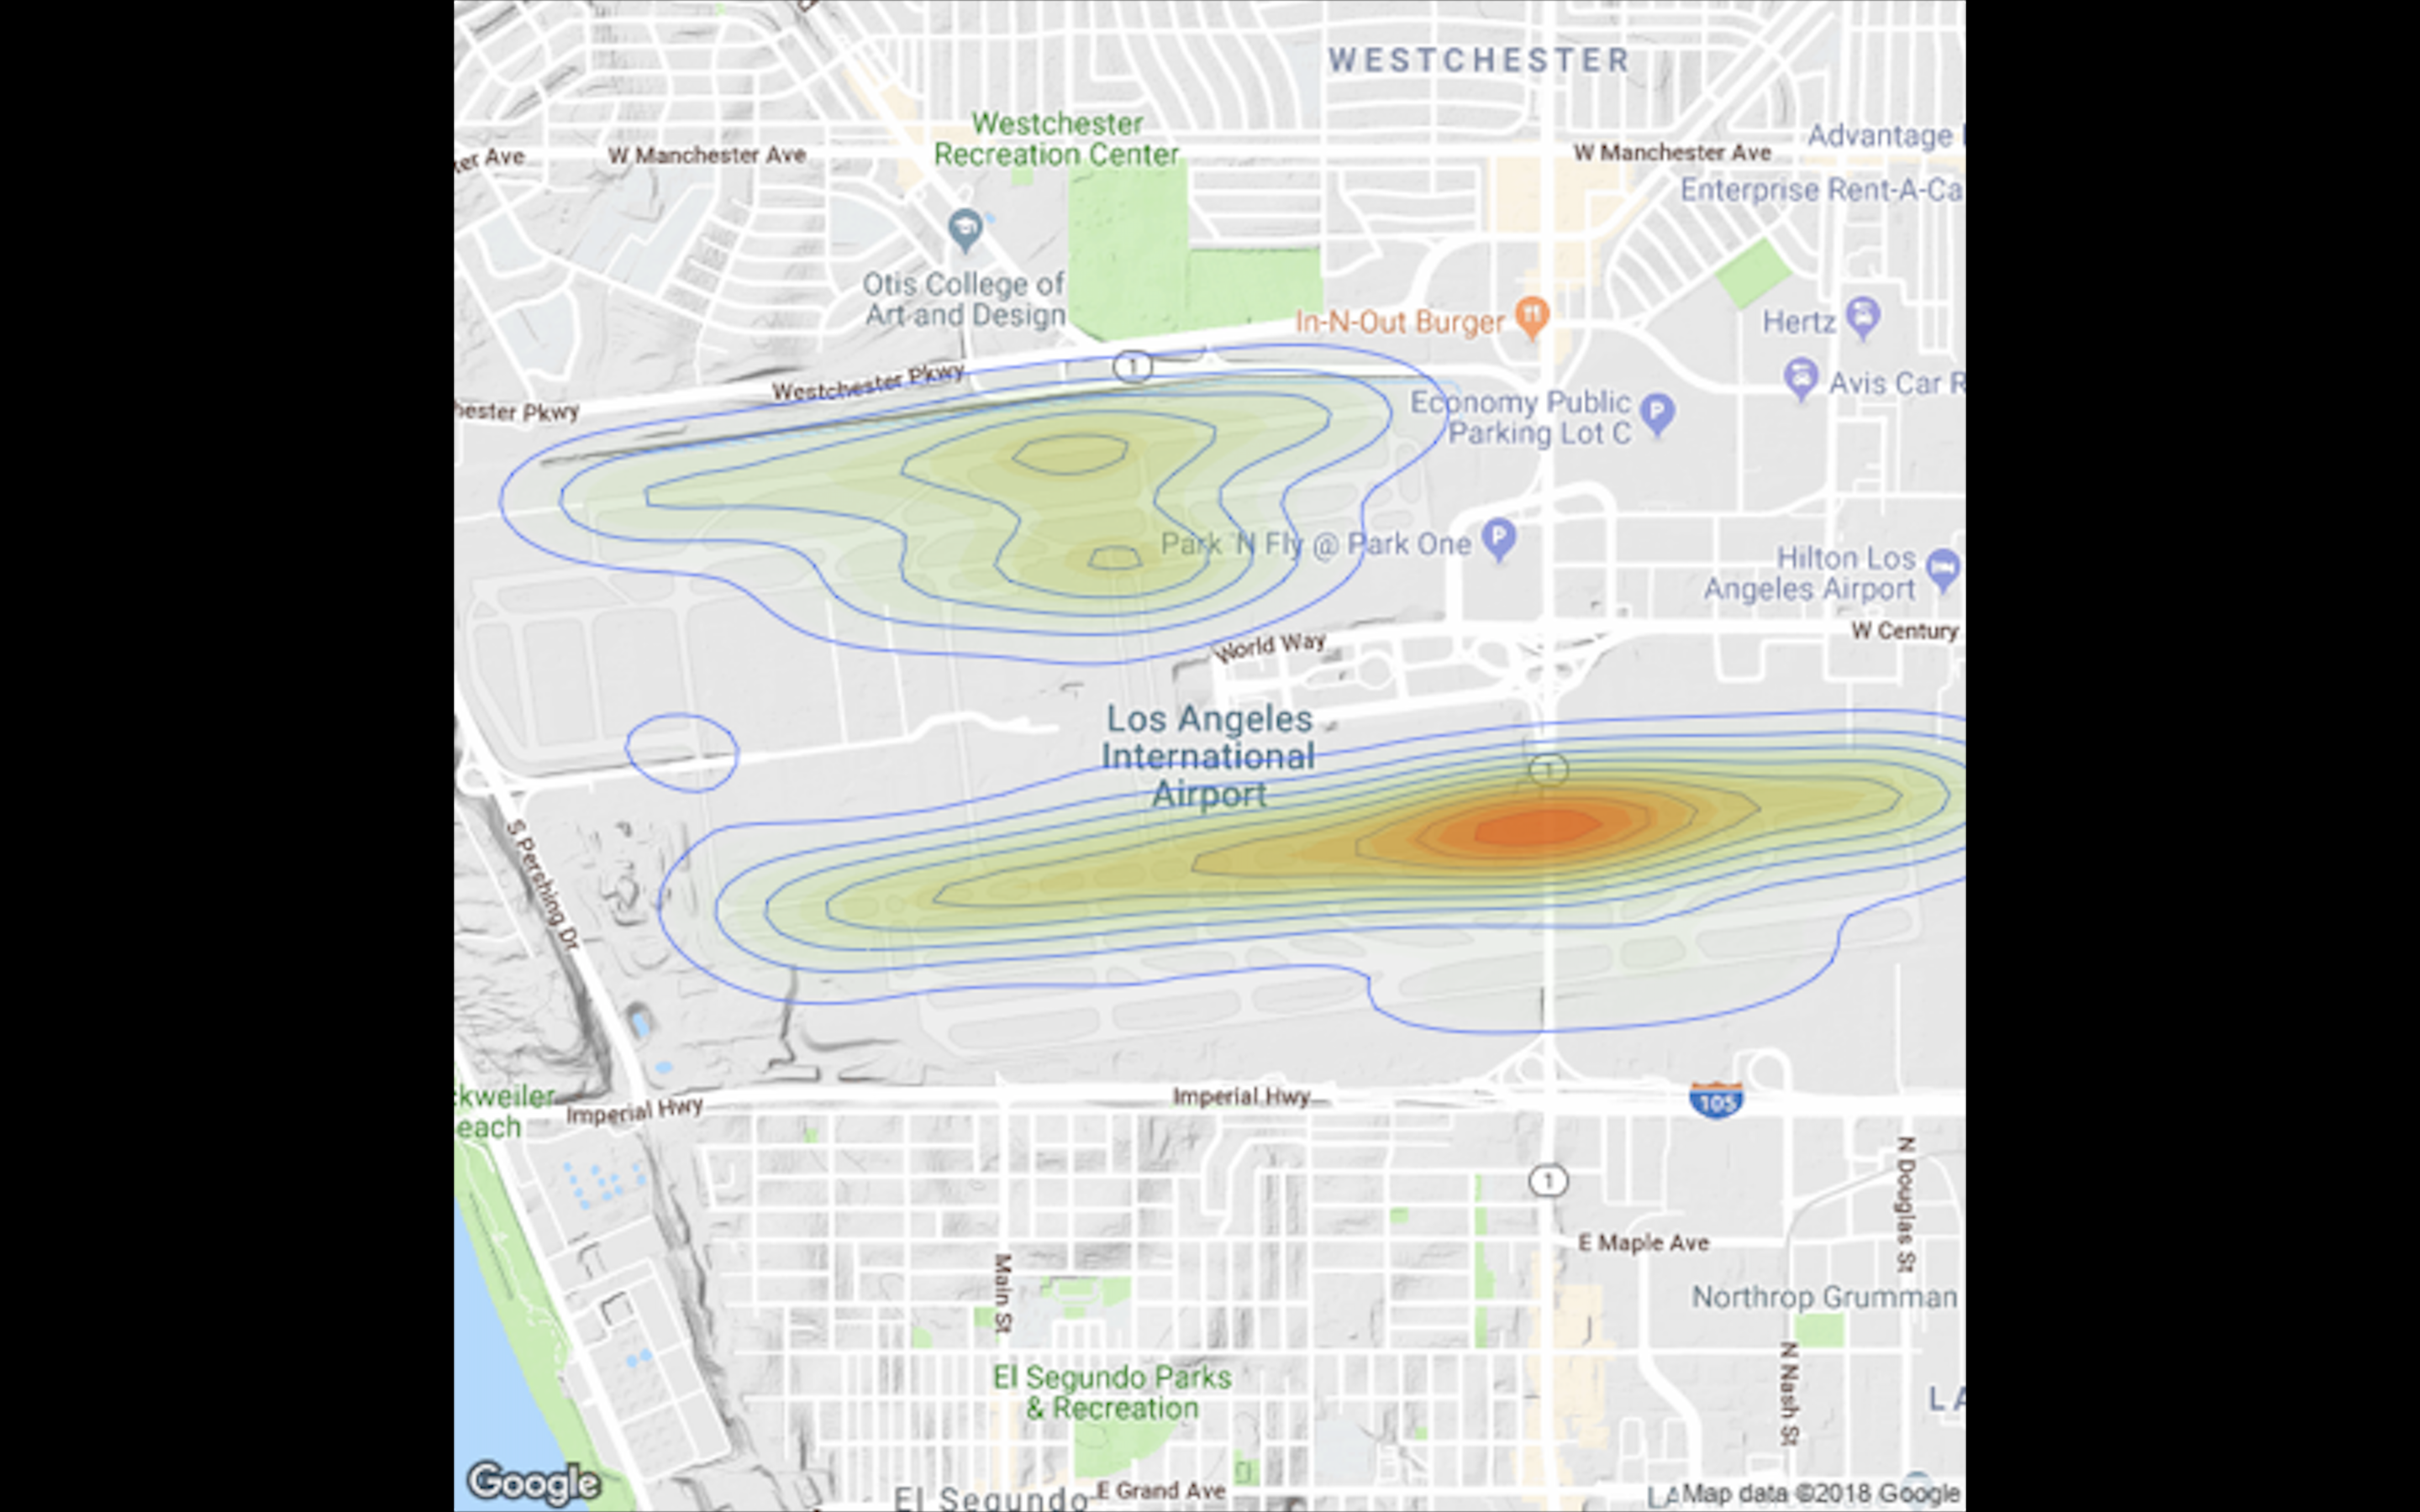 WESTCHESTER
Westchester
Recreation Center
W Manchester Ave
W Manchester Ave
Advantage
Enterprise Rent-A-Ca
Otis College of
Art and Design
In-N-Out Burger
Hertz
Avis Car R
Westchester Pkwy
1
hester Pkwy
Economy Public
Parking Lot C
P
Park N Fly @ Park One
P
Hilton Los
Angeles Airport
W Century
World Way
Los Angeles
International
Airport
1
S Pershing Dr
ckweiler
each
Imperial Hwy
Imperial Hwy
105
1
N Douglas St
E Maple Ave
Main St
Northrop Grumman
N Nash St
El Segundo Parks
& Recreation
LA
Google
El Segundo
E Grand Ave
LA
Map data ©2018 Google